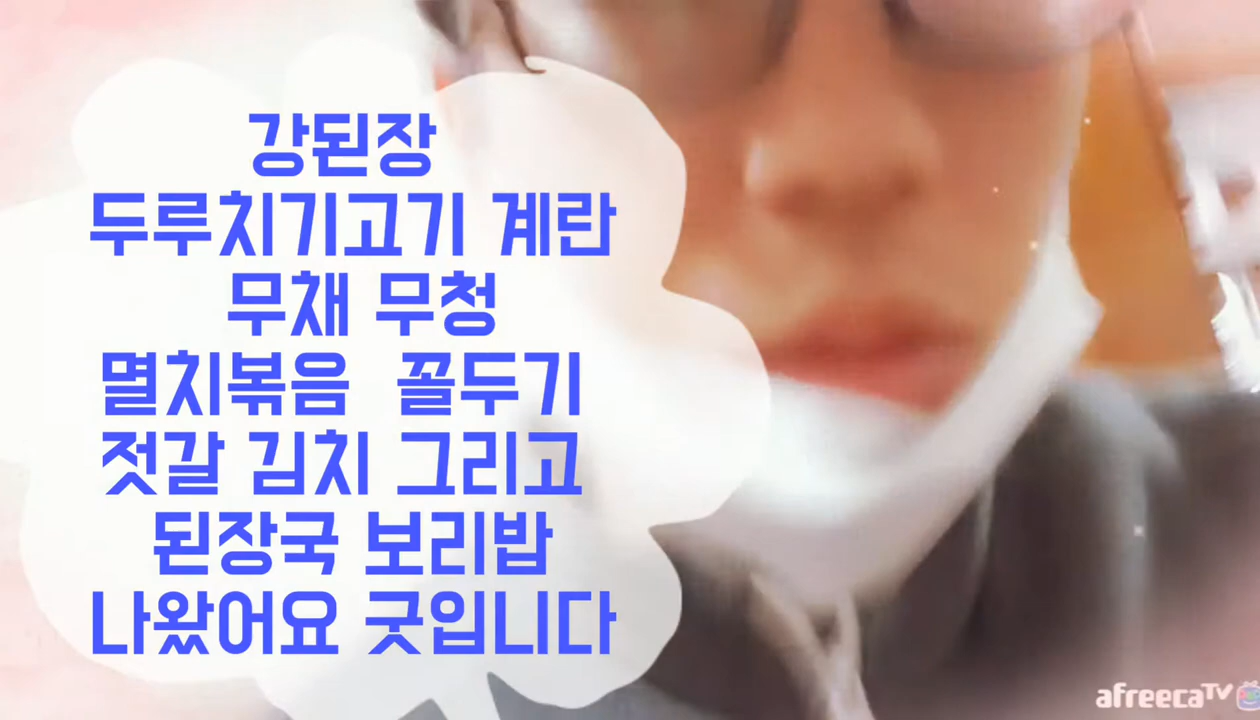 강된장
두루치기고기 계란
무채 무청
멸치볶음 꼴두기
젓갈 김치 그리고
된장국 보리밥
나왔어요 굿입니다
afreecaTV